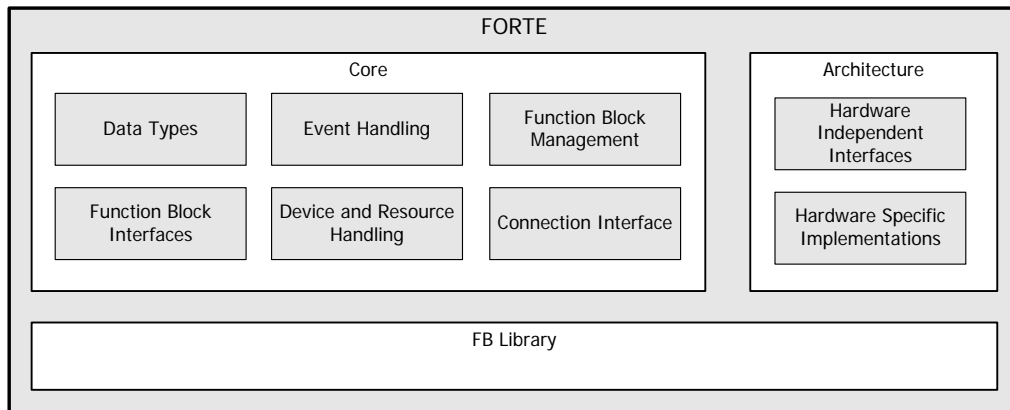 FORTE
Core
Data Types
Event Handling
Function Block
Management
Function Block
Interfaces
Device and Resource
Handling
Connection Interface
Architecture
Hardware
Independent
Interfaces
Hardware Specific
Implementations
FB Library